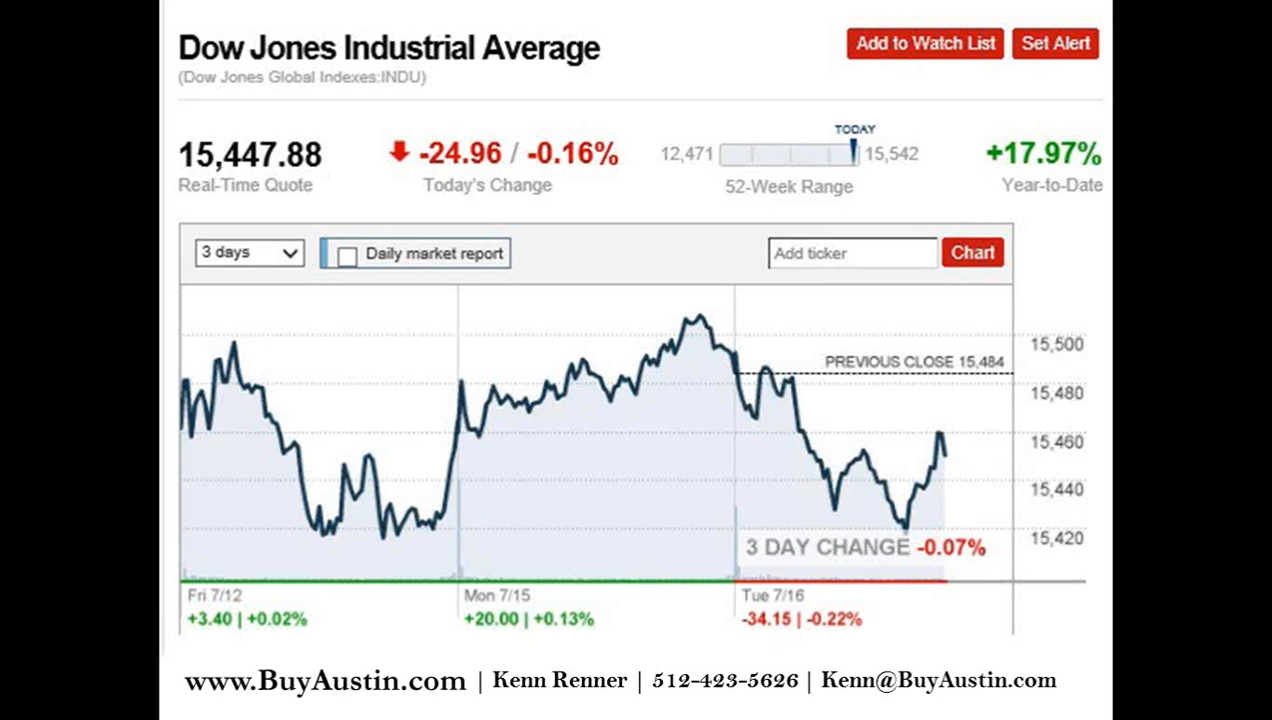 Dow Jones Industrial Average
Add to Watch List
Set Alert
(Dow Jones Global Indexes:INDU)
TODAY
15,447.88
-24.96 / -0.16%
12,471
15,542
+17.97%
Real-Time Quote
Today's Change
52-Week Range
Year-to-Date
3 days
Daily market report
Add ticker
Chart
15,500
PREVIOUS CLOSE 15,484
15,480
15,460
15,440
15,420
3 DAY CHANGE -0.07%
Fri 7/12
Mon 7/15
Tue 7/16
+3.40 | +0.02%
+20.00 | +0.13%
-34.15 | -0.22%
www.BuyAustin.com | Kenn Renner | 512-423-5626 | Kenn@BuyAustin.com